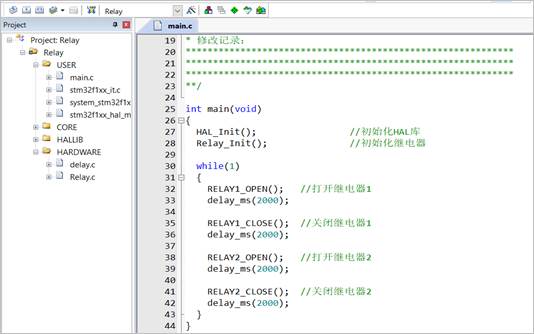 Relay
Project
main.c
Project: Relay
Relay
USER
main.c
stm32f1xx_it.c
system_stm32f1x
stm32f1xx_hal_m
CORE
HALLIB
HARDWARE
delay.c
Relay.c
19 * 修改记录:
20 *******************************************************************
21 *******************************************************************
22 *******************************************************************
23 **/
24
25 int main(void)
26 {
27 HAL_Init(); //初始化HAL库
28 Relay_Init(); //初始化继电器
29
30 while(1)
31 {
32 RELAY1_OPEN(); //打开继电器1
33 delay_ms(2000);
34
35 RELAY1_CLOSE(); //关闭继电器1
36 delay_ms(2000);
37
38 RELAY2_OPEN(); //打开继电器2
39 delay_ms(2000);
40
41 RELAY2_CLOSE(); //关闭继电器2
42 delay_ms(2000);
43 }
44 }